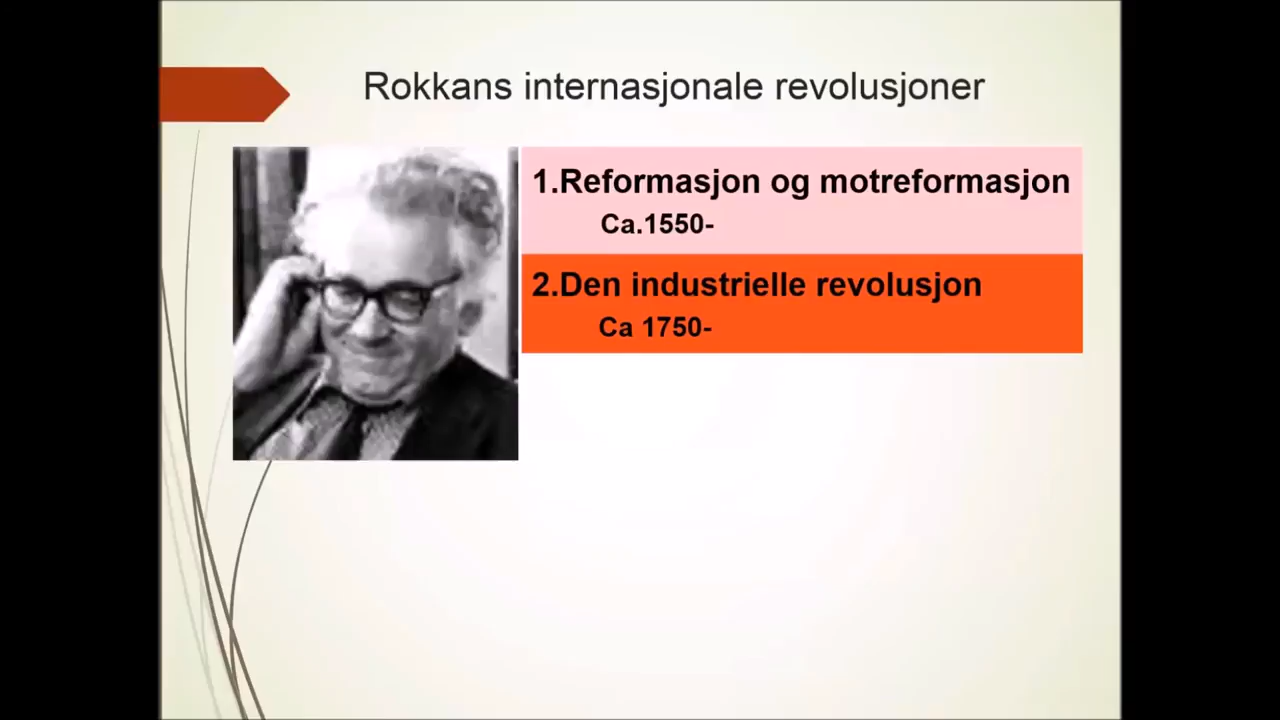 Rokkans internasjonale revolusjoner
1.Reformasjon og motreformasjon
Ca.1550-
2.Den industrielle revolusjon
Ca 1750-